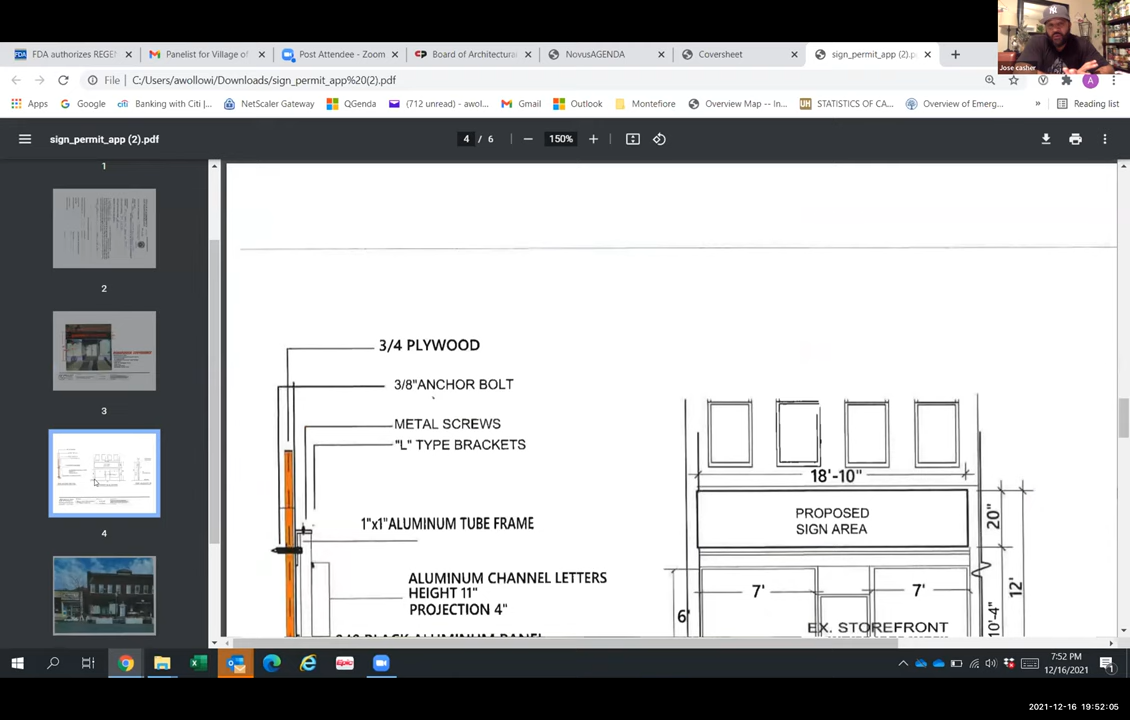 FDA authorizes REGE
Panelist for Village of
Post Attendee - Zoom
Board of Architectura
NovusAGENDA
Coversheet
sign_permit_app (2).p
Jose casher
File
C:/Users/awollowi/Downloads/sign_permit_app%20(2).pdf
A
Apps
Google
Banking with Citi |
NetScaler Gateway
QGenda
(712 unread) - awol...
Gmail
Outlook
Montefiore
Overview Map -- In...
STATISTICS OF CA...
Overview of Emerg...
»
Reading list
sign_permit_app (2).pdf
4 / 6
150%
1
2
3
4
3/4 PLYWOOD
3/8"ANCHOR BOLT
METAL SCREWS
"L" TYPE BRACKETS
1"x1"ALUMINUM TUBE FRAME
ALUMINUM CHANNEL LETTERS
HEIGHT 11"
PROJECTION 4"
BLACK ALUMINUM PANEL
18'-10"
PROPOSED
SIGN AREA
20"
12'
7'
7'
6'
10'-4"
EX. STOREFRONT
7:52 PM
12/16/2021
2021-12-16 19:52:05